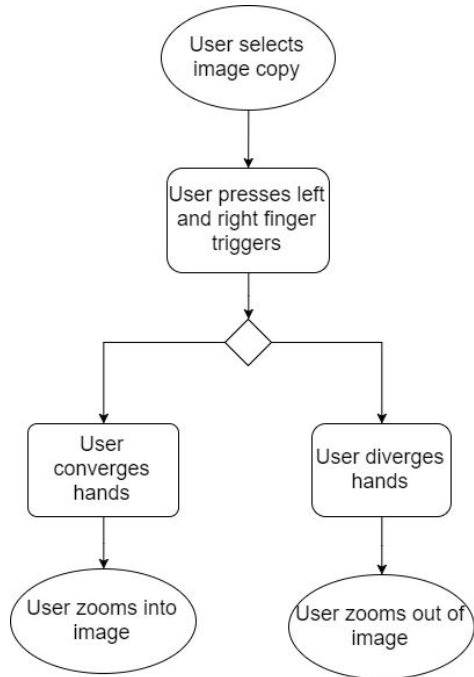 User selects
image copy
User presses left
and right finger
triggers
User
converges
hands
User diverges
hands
User zooms into
image
User zooms out of
image